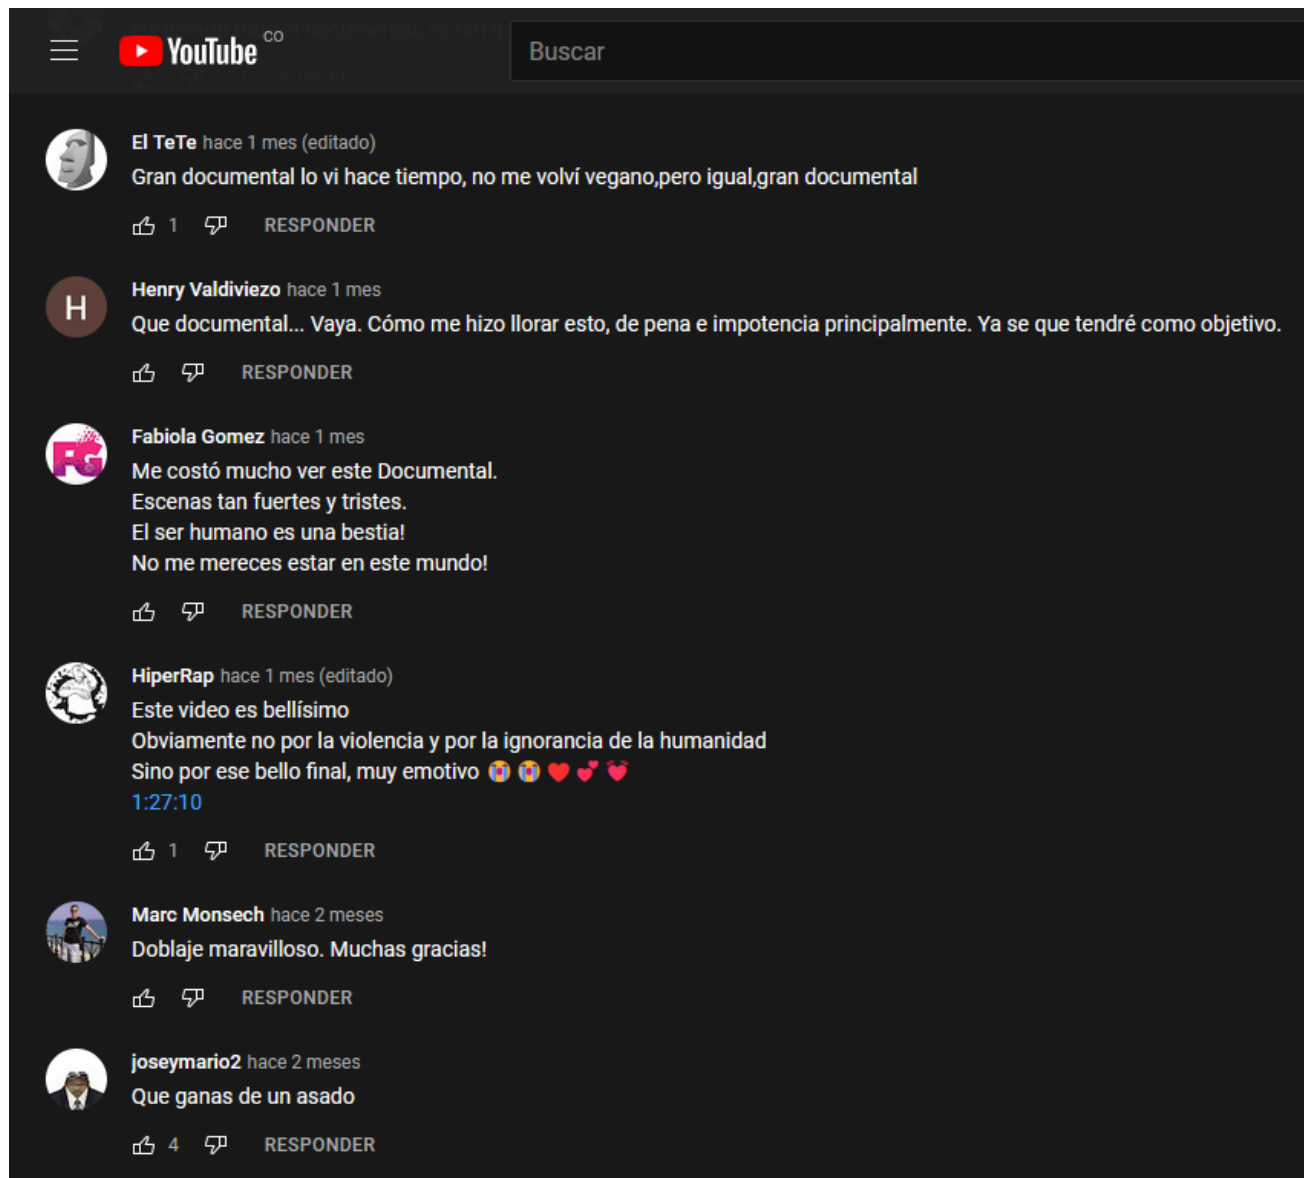 YouTube CO
Buscar
El TeTe hace 1 mes (editado)
Gran documental lo vi hace tiempo, no me volví vegano,pero igual,gran documental
1 RESPONDER
H
Henry Valdiviezo hace 1 mes
Que documental... Vaya. Cómo me hizo llorar esto, de pena e impotencia principalmente. Ya se que tendré como objetivo.
RESPONDER
FG
Fabiola Gomez hace 1 mes
Me costó mucho ver este Documental.
Escenas tan fuertes y tristes.
El ser humano es una bestia!
No me mereces estar en este mundo!
RESPONDER
HiperRap hace 1 mes (editado)
Este video es bellísimo
Obviamente no por la violencia y por la ignorancia de la humanidad
Sino por ese bello final, muy emotivo 😭 😭 ❤️ 💕 💓
1:27:10
1 RESPONDER
Marc Monsech hace 2 meses
Doblaje maravilloso. Muchas gracias!
RESPONDER
joseymario2 hace 2 meses
Que ganas de un asado
4 RESPONDER